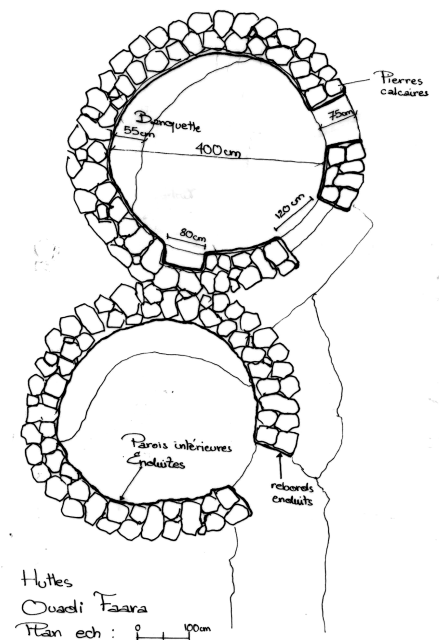 Pierres
calcaires
75cm
Banquette
55cm
400cm
120cm
80cm
Parois intérieures
Enduites
rebords
enduits
Huttes
Ouadi Faara
Plan ech : 0 100cm